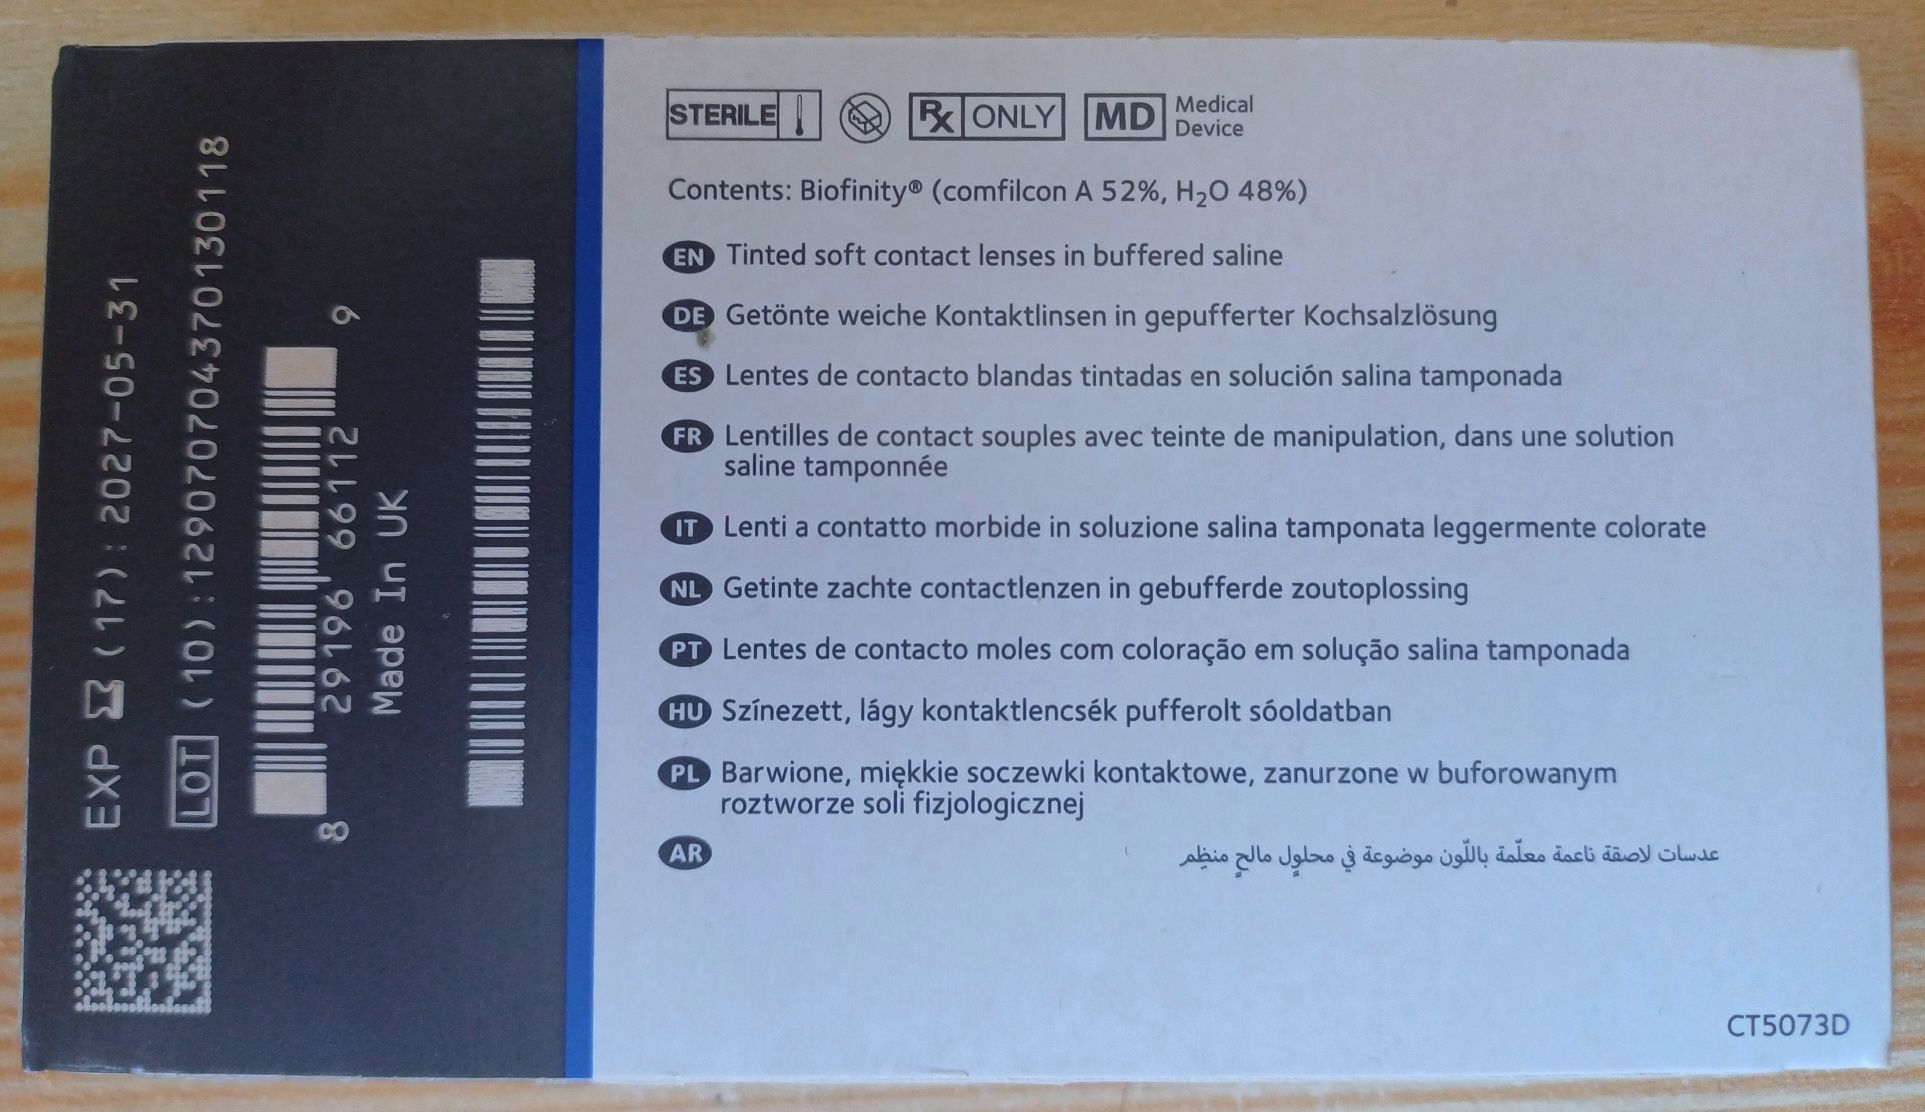 EXP (17):2027-05-31
LOT (10):12907070437013011​8
8 29196 66112 9
Made In UK
STERILE
Rx ONLY
MD Medical
Device
Contents: Biofinity® (comfilcon A 52%, H₂O 48%)
EN Tinted soft contact lenses in buffered saline
DE Getönte weiche Kontaktlinsen in gepufferter Kochsalzlösung
ES Lentes de contacto blandas tintadas en solución salina tamponada
FR Lentilles de contact souples avec teinte de manipulation, dans une solution
saline tamponnée
IT Lenti a contatto morbide in soluzione salina tamponata leggermente colorate
NL Getinte zachte contactlenzen in gebufferde zoutoplossing
PT Lentes de contacto moles com coloração em solução salina tamponada
HU Színezett, lágy kontaktlencsék pufferolt sóoldatban
PL Barwione, miękkie soczewki kontaktowe, zanurzone w buforowanym
roztworze soli fizjologicznej
AR عدسات لاصقة ناعمة معلّمة باللّون موضوعة في محلولٍ مالحٍ منظِم
CT5073D